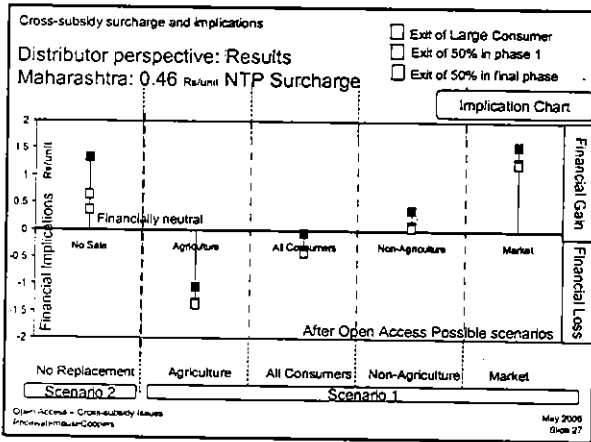 Cross-subsidy surcharge and implications
Distributor perspective: Results
Maharashtra: 0.46 Rs/unit NTP Surcharge
Exit of Large Consumer
Exit of 50% in phase 1
Exit of 50% in final phase
Implication Chart
2
1.5
1
0.5
0
-0.5
-1
-1.5
-2
Rs/unit
Financial Implications
Financially neutral
No Sale
Agriculture
All Consumers
Non-Agriculture
Market
Financial Gain
Financial Loss
After Open Access Possible scenarios
No Replacement
Agriculture
All Consumers
Non-Agriculture
Market
Scenario 2
Scenario 1
Open Access – Cross-subsidy issues
PricewaterhouseCoopers
May 2006
Slide 27